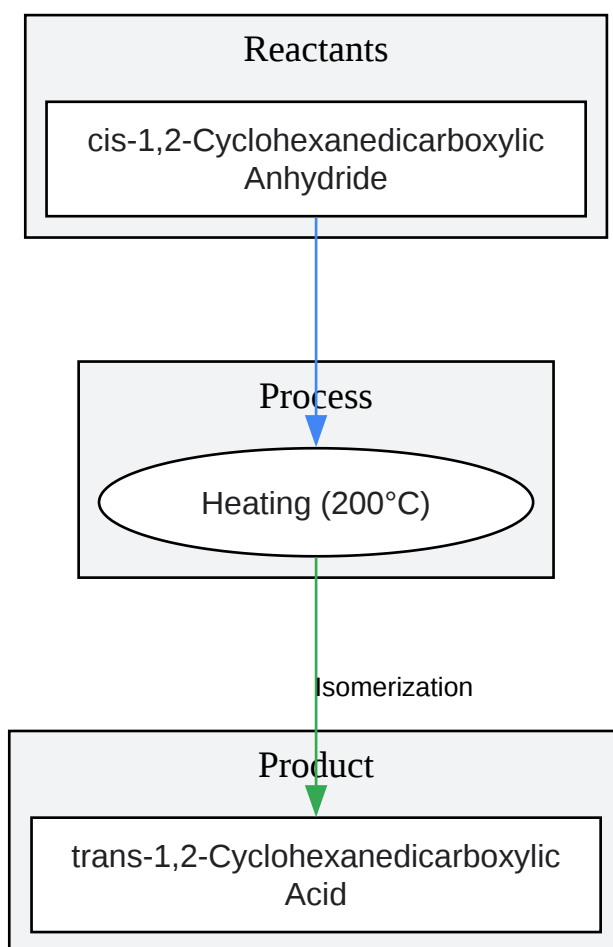 Reactants
cis-1,2-Cyclohexanedicarboxylic
Anhydride
Process
Heating (200°C)
Isomerization
Product
trans-1,2-Cyclohexanedicarboxylic
Acid